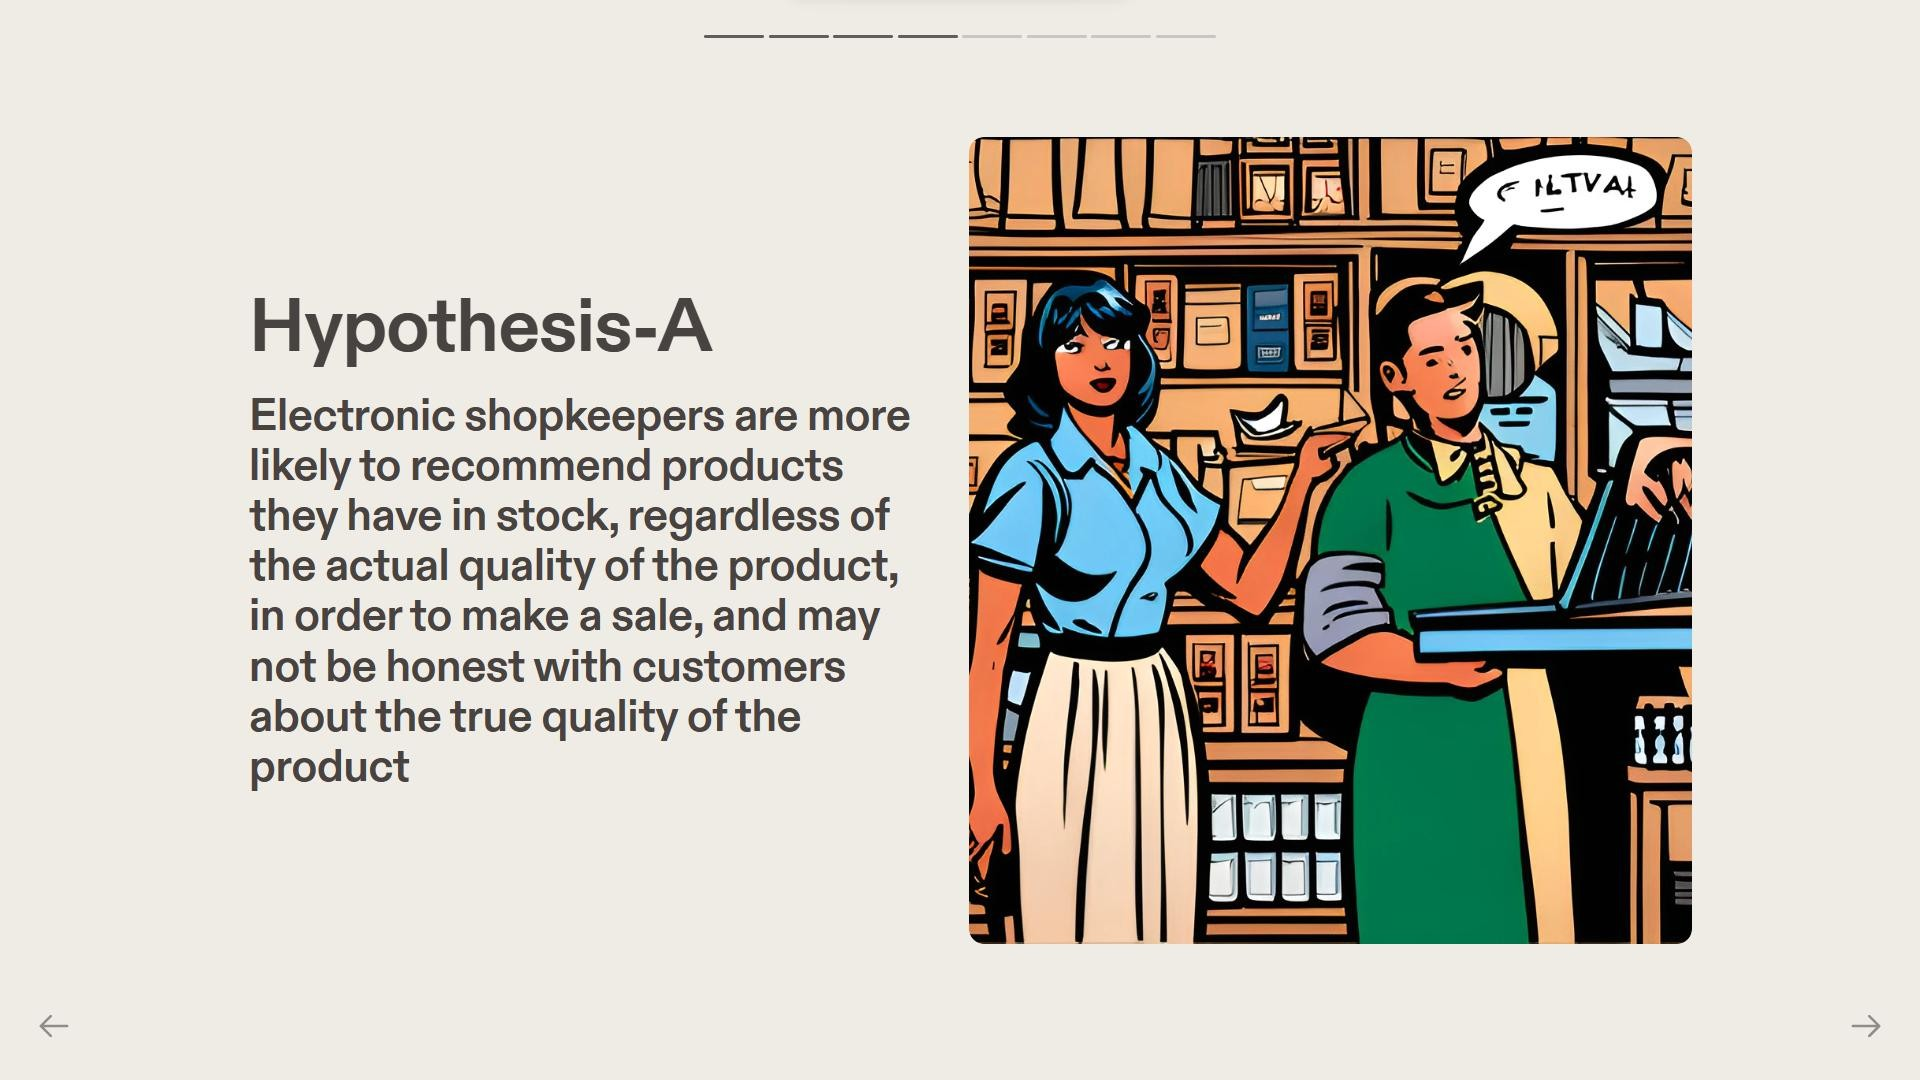 Hypothesis-A
Electronic shopkeepers are more
likely to recommend products
they have in stock, regardless of
the actual quality of the product,
in order to make a sale, and may
not be honest with customers
about the true quality of the
product